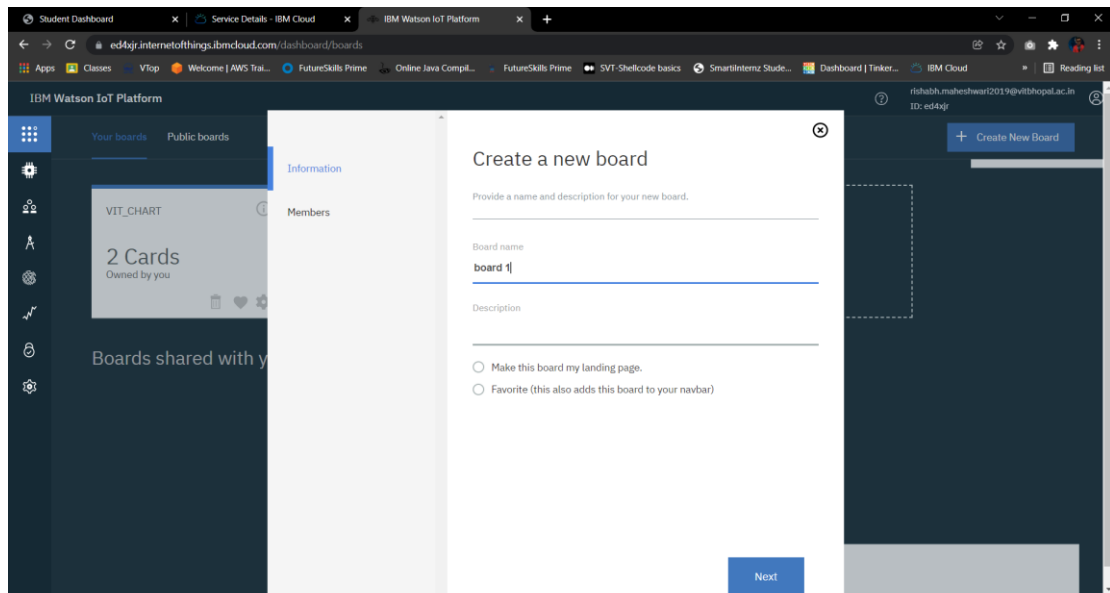 Student Dashboard
Service Details - IBM Cloud
IBM Watson IoT Platform
ed4xjr.internetofthings.ibmcloud.com/dashboard/boards
Apps
Classes
VTop
Welcome | AWS Trai...
FutureSkills Prime
Online Java Compil...
FutureSkills Prime
SVT-Shellcode basics
SmartInternz Stude...
Dashboard | Tinker...
IBM Cloud
»
Reading list
IBM Watson IoT Platform
rishabh.maheshwari2019@vitbhopal.ac.in
ID: ed4xjr
Your boards
Public boards
+ Create New Board
Information
Members
VIT_CHART
2 Cards
Owned by you
Boards shared with y
Create a new board
Provide a name and description for your new board.
Board name
board 1
Description
Make this board my landing page.
Favorite (this also adds this board to your navbar)
Next